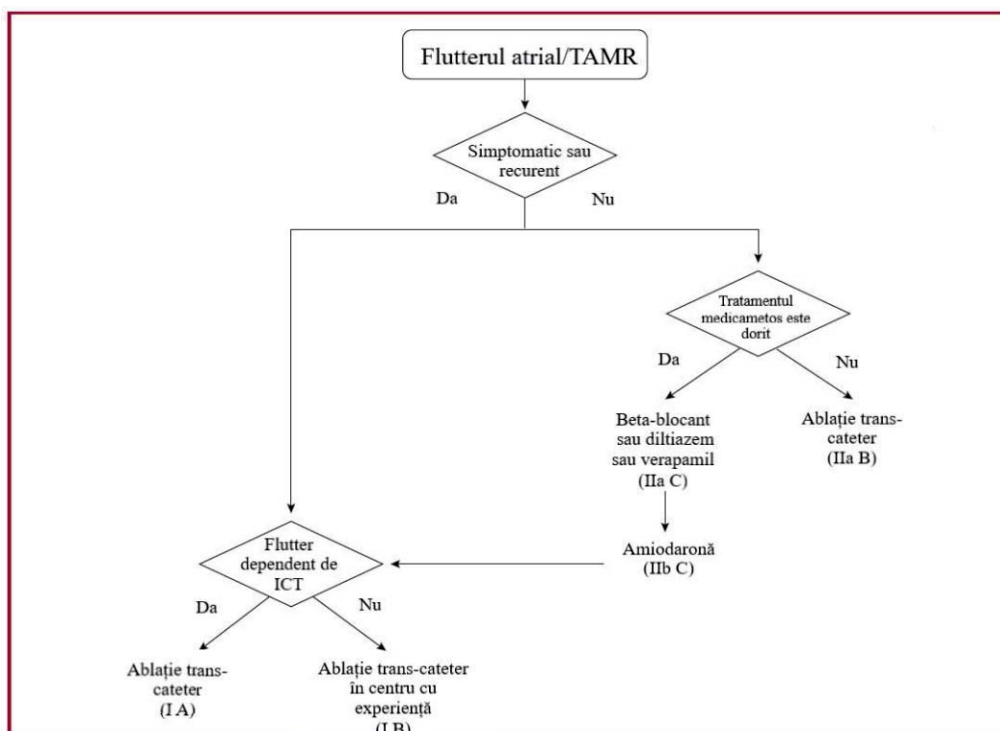 Flutterul atrial/TAMR
Simptomatic sau
recurent
Da
Nu
Tratamentul
medicametos este
dorit
Da
Nu
Beta-blocant
sau diltiazem
sau verapamil
(IIa C)
Ablație trans-
cateter
(IIa B)
Amiodaronă
(IIb C)
Flutter
dependent de
ICT
Da
Nu
Ablație trans-
cateter
(I A)
Ablație trans-cateter
în centru cu
experiență
(I B)